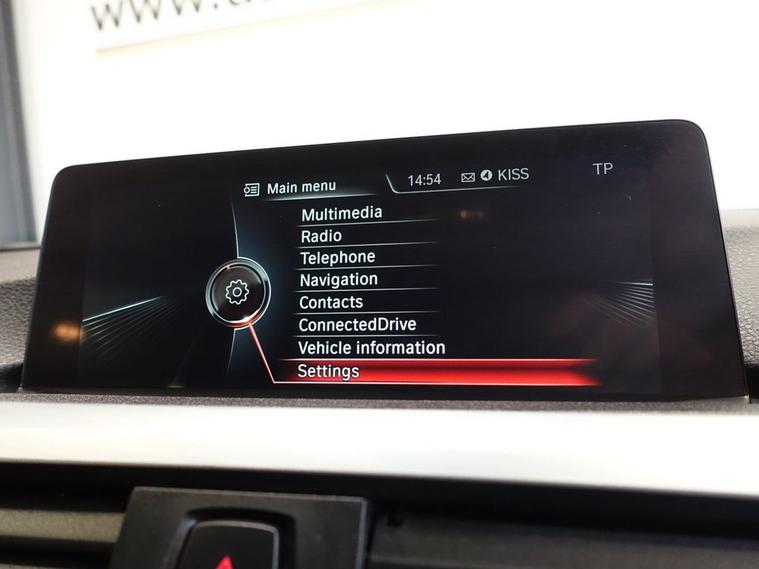 Main menu
14:54 KISS
TP
Multimedia
Radio
Telephone
Navigation
Contacts
ConnectedDrive
Vehicle information
Settings